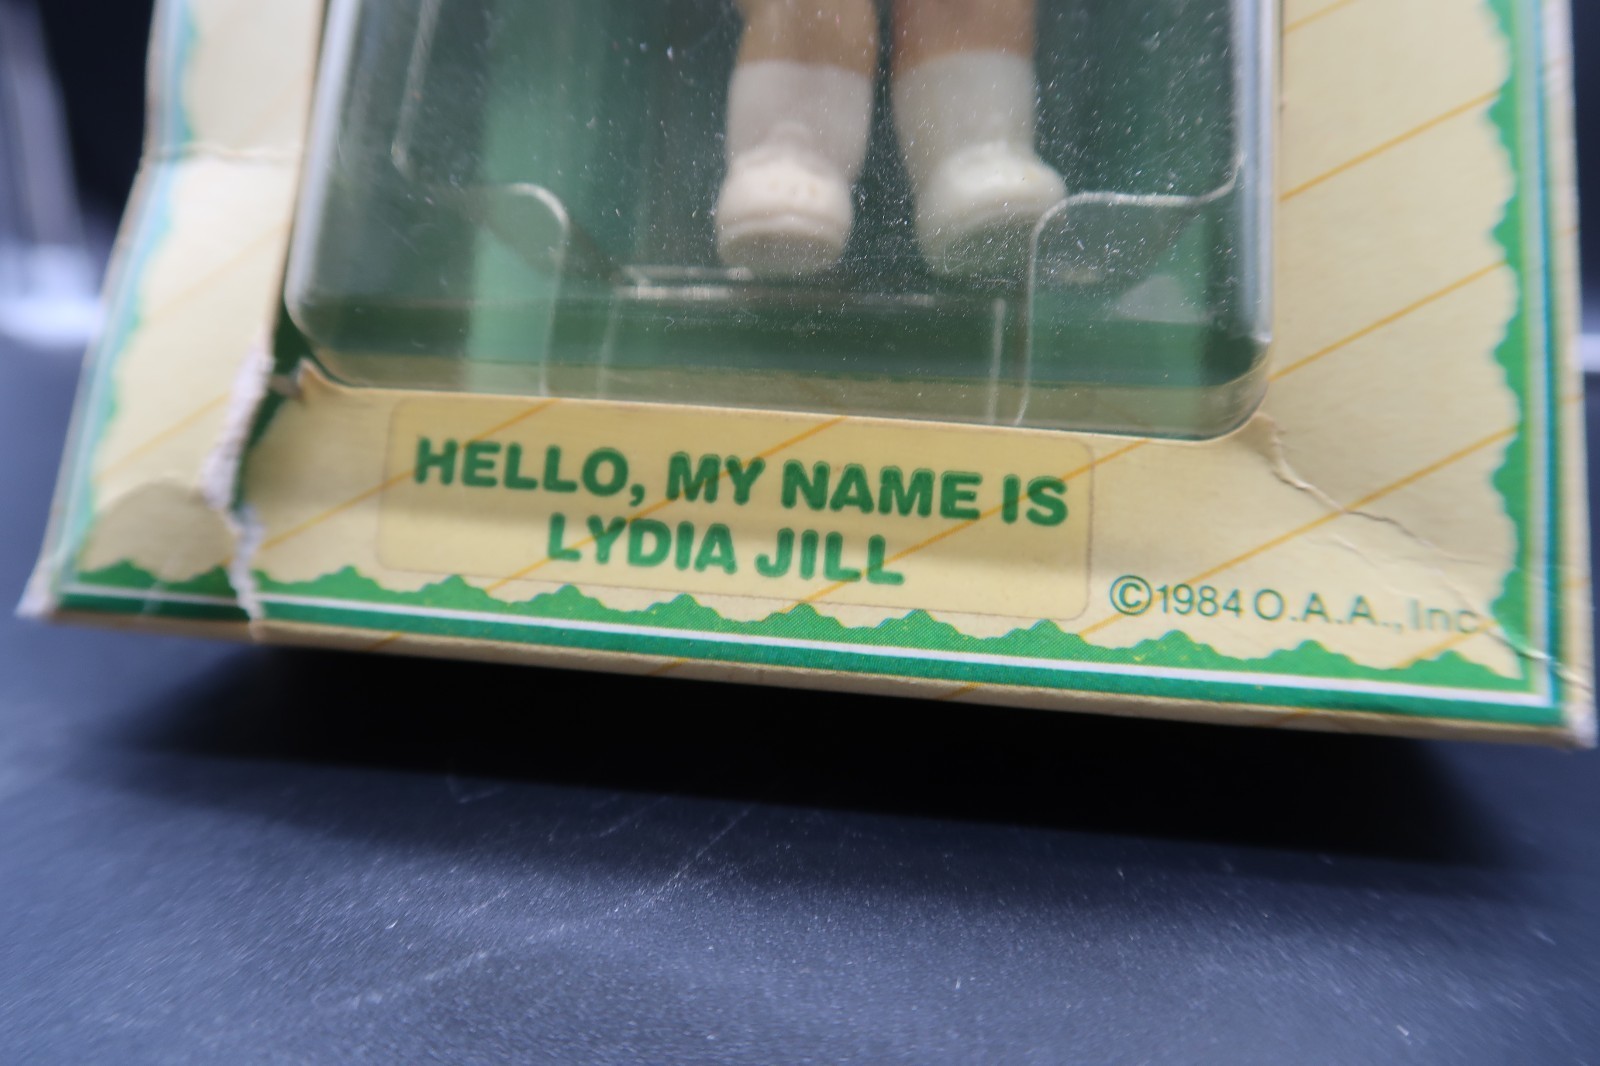 HELLO, MY NAME IS
LYDIA JILL
©1984 O.A.A., Inc